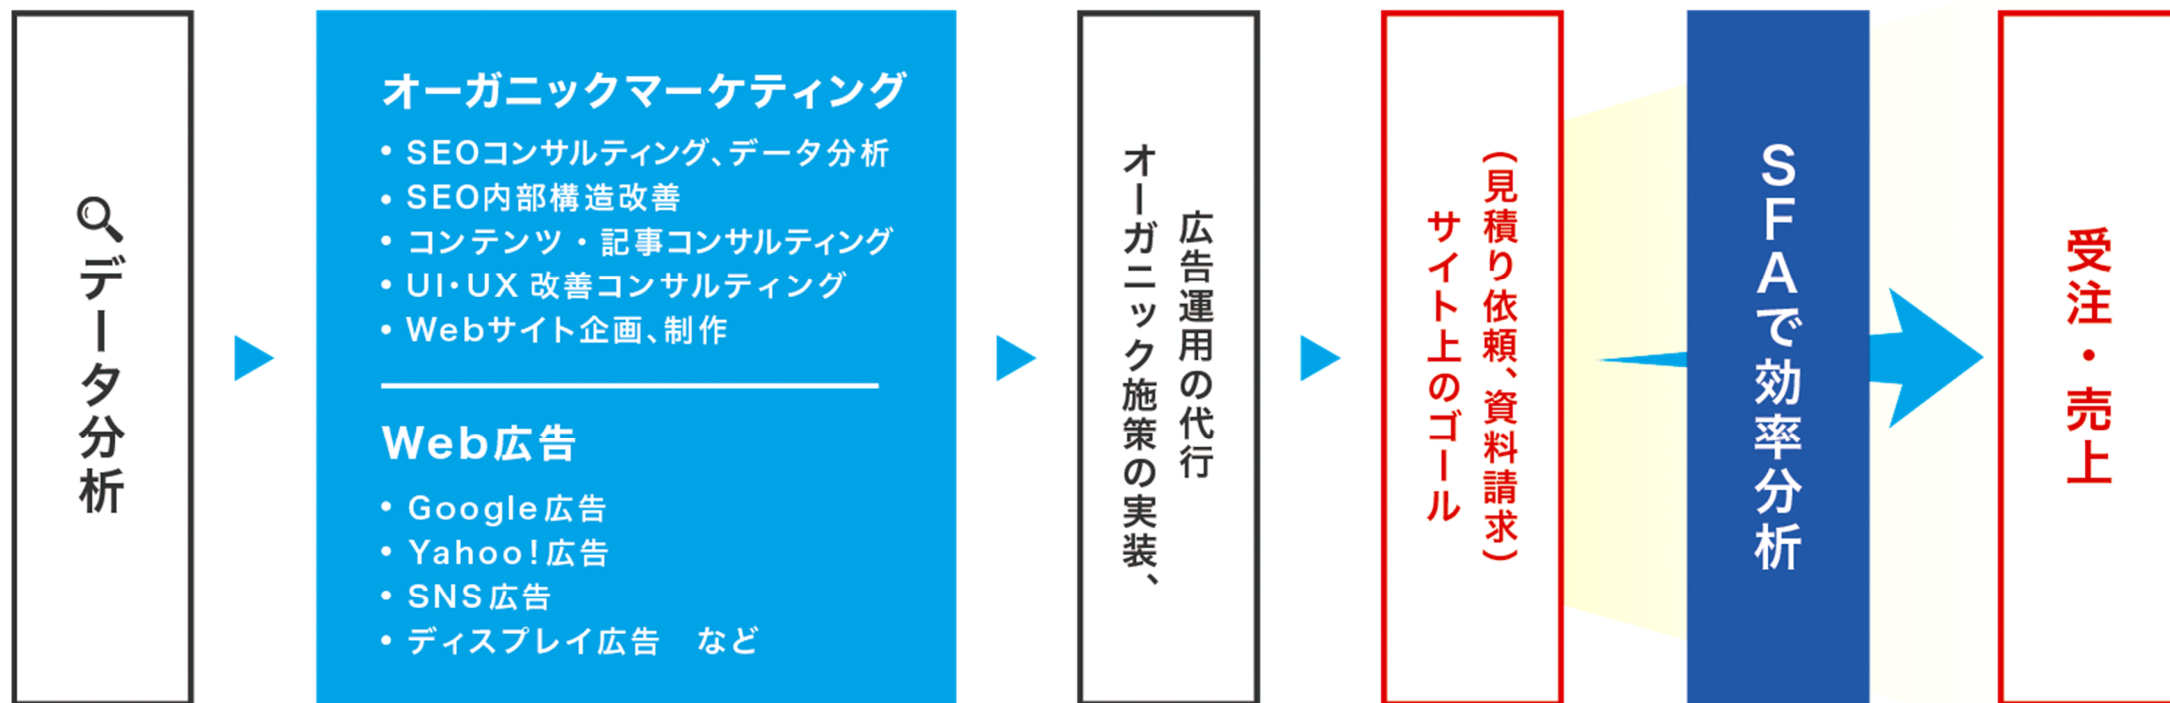 データ分析
オーガニックマーケティング
• SEOコンサルティング、データ分析
• SEO内部構造改善
• コンテンツ・記事コンサルティング
• UI・UX 改善コンサルティング
• Webサイト企画、制作
Web広告
• Google広告
• Yahoo!広告
• SNS広告
• ディスプレイ広告　など
オーガニック施策の実装、
広告運用の代行
サイト上のゴール
（見積り依頼、資料請求）
SFAで効率分析
受注・売上